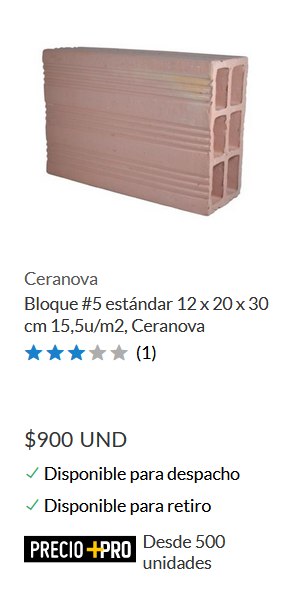 Ceranova
Bloque #5 estándar 12 x 20 x 30
cm 15,5u/m2, Ceranova
(1)
$900 UND
Disponible para despacho
Disponible para retiro
PRECIO +PRO Desde 500
unidades